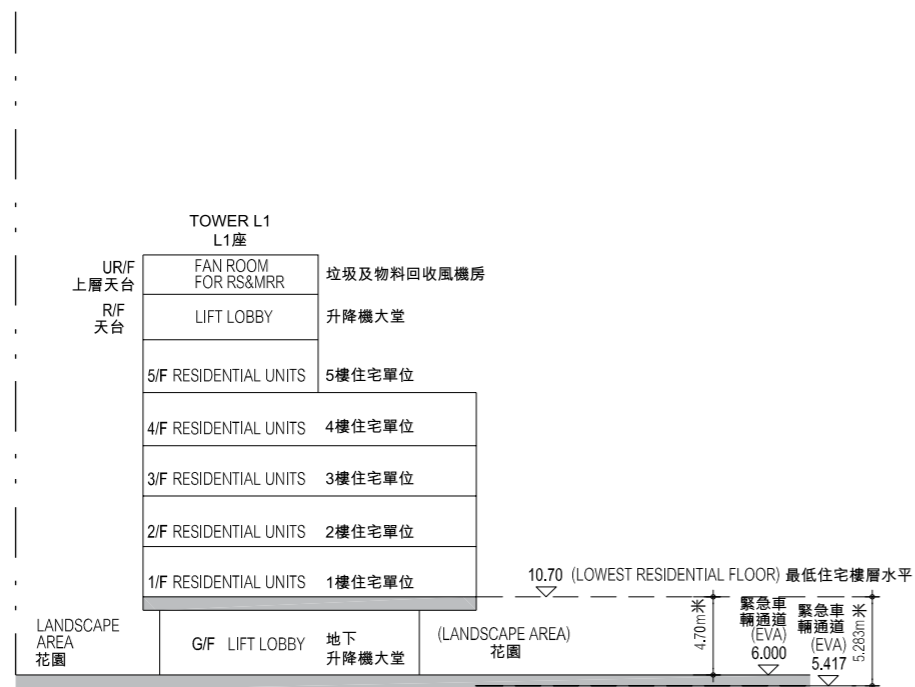 TOWER L1
L1座
UR/F
上層天台
FAN ROOM
FOR RS&MRR
垃圾及物料回收風機房
R/F
天台
LIFT LOBBY
升降機大堂
5/F RESIDENTIAL UNITS 5樓住宅單位
4/F RESIDENTIAL UNITS 4樓住宅單位
3/F RESIDENTIAL UNITS 3樓住宅單位
2/F RESIDENTIAL UNITS 2樓住宅單位
1/F RESIDENTIAL UNITS 1樓住宅單位
10.70 (LOWEST RESIDENTIAL FLOOR) 最低住宅樓層水平
LANDSCAPE
AREA
花園
G/F LIFT LOBBY
地下
升降機大堂
(LANDSCAPE AREA)
花園
4.70m米
緊急車
輛通道
(EVA)
6.000
緊急車
輛通道
(EVA)
5.417
5.283m米